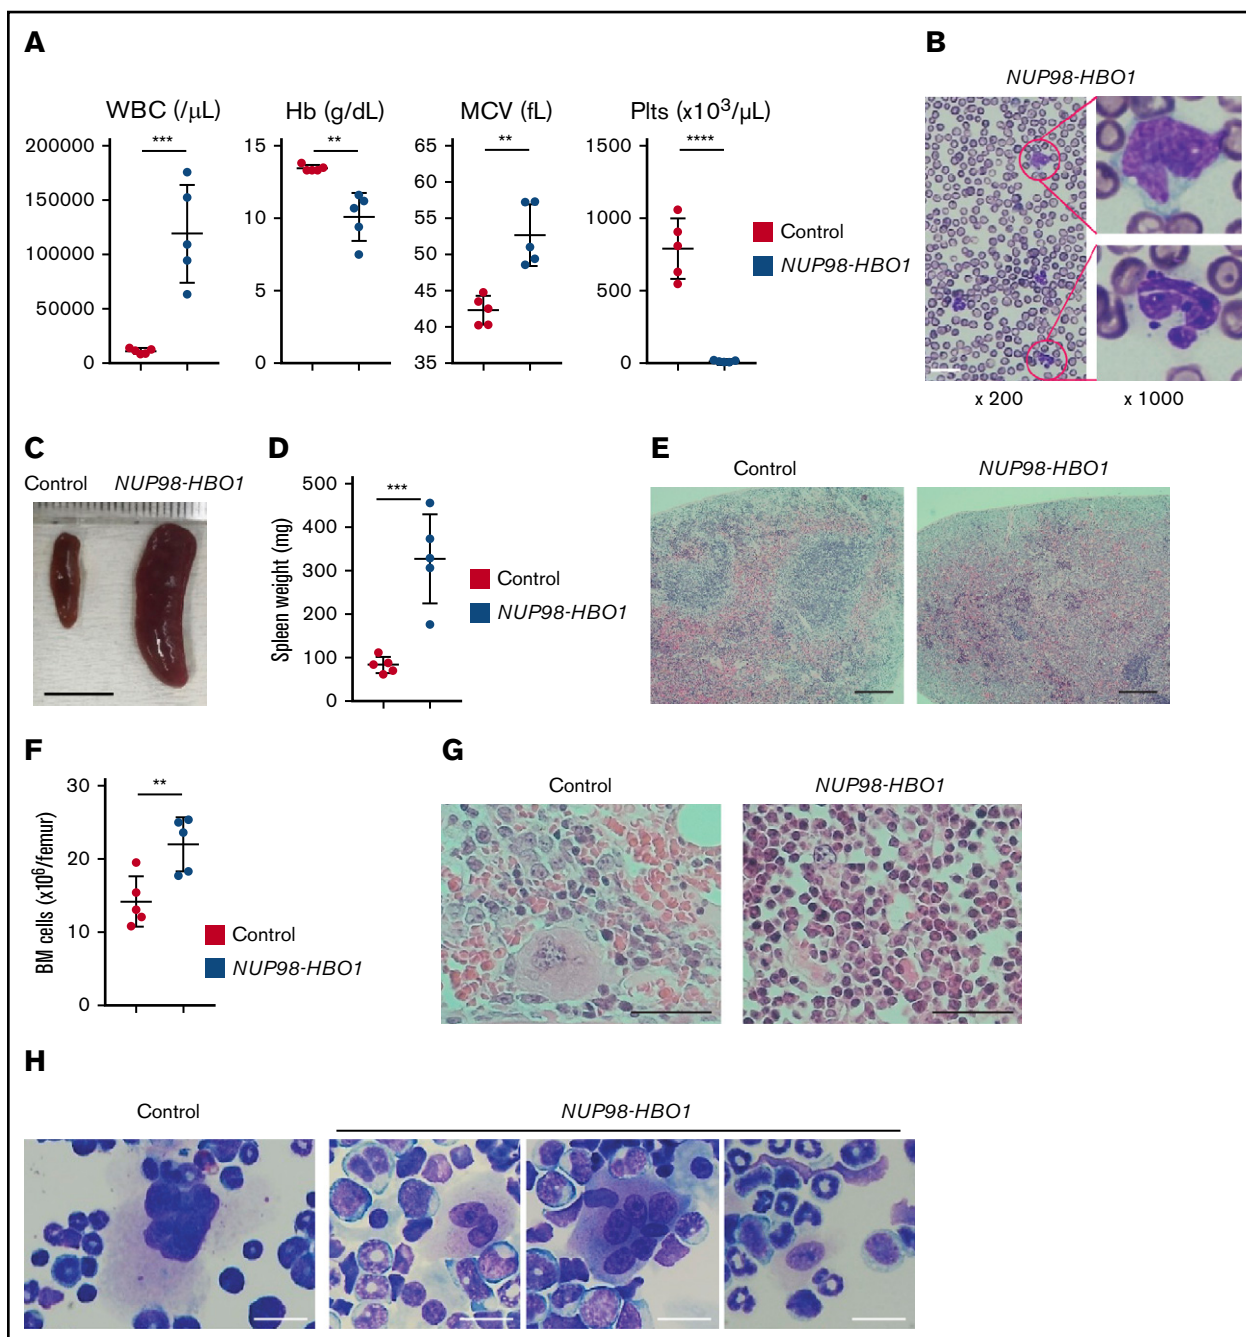 A
WBC (/µL)
Hb (g/dL)
MCV (fL)
Plts (x10³/µL)
200000
150000
100000
50000
0
***
15
10
5
0
**
65
60
55
50
45
40
35
**
1500
1000
500
0
****
Control
NUP98-HBO1
B
NUP98-HBO1
x 200
x 1000
C
Control
NUP98-HBO1
D
Spleen weight (mg)
500
400
300
200
100
0
***
Control
NUP98-HBO1
E
Control
NUP98-HBO1
F
BM cells (x10⁶/femur)
30
20
10
0
**
Control
NUP98-HBO1
G
Control
NUP98-HBO1
H
Control
NUP98-HBO1